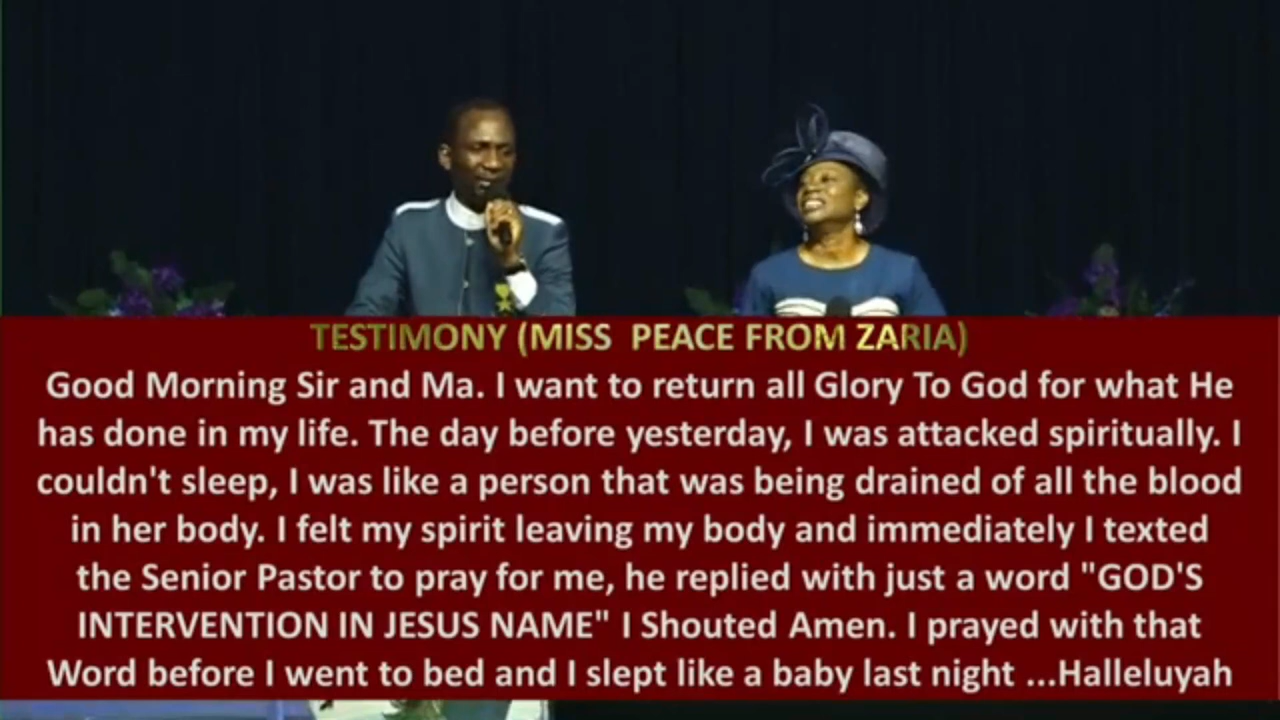 TESTIMONY (MISS PEACE FROM ZARIA)
Good Morning Sir and Ma. I want to return all Glory To God for what He
has done in my life. The day before yesterday, I was attacked spiritually. I
couldn't sleep, I was like a person that was being drained of all the blood
in her body. I felt my spirit leaving my body and immediately I texted
the Senior Pastor to pray for me, he replied with just a word "GOD'S
INTERVENTION IN JESUS NAME" I Shouted Amen. I prayed with that
Word before I went to bed and I slept like a baby last night ...Halleluyah